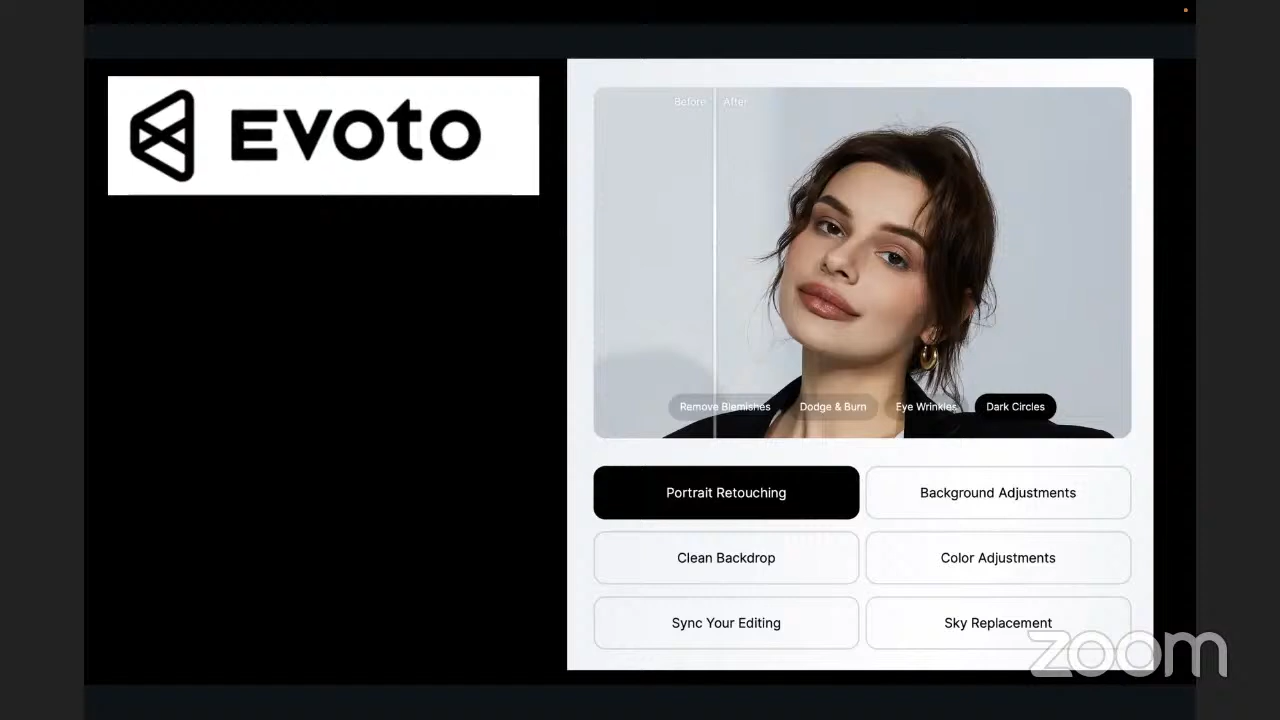 EVOTO
Before After
Remove Blemishes Dodge & Burn Eye Wrinkles Dark Circles
Portrait Retouching Background Adjustments
Clean Backdrop Color Adjustments
Sync Your Editing Sky Replacement
zoom